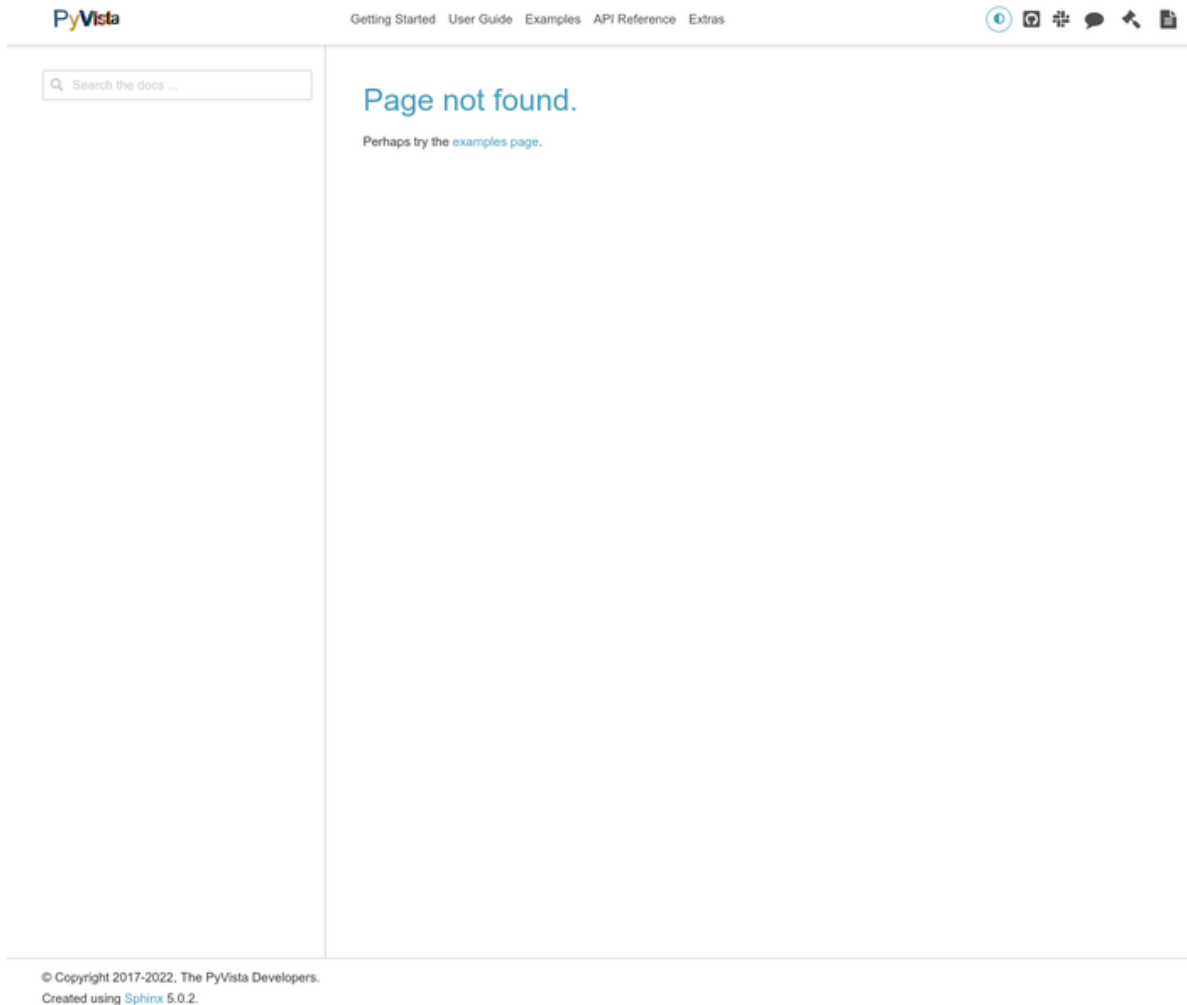 PyVista
Getting Started User Guide Examples API Reference Extras
Search the docs ...
Page not found.
Perhaps try the examples page.
© Copyright 2017-2022, The PyVista Developers.
Created using Sphinx 5.0.2.